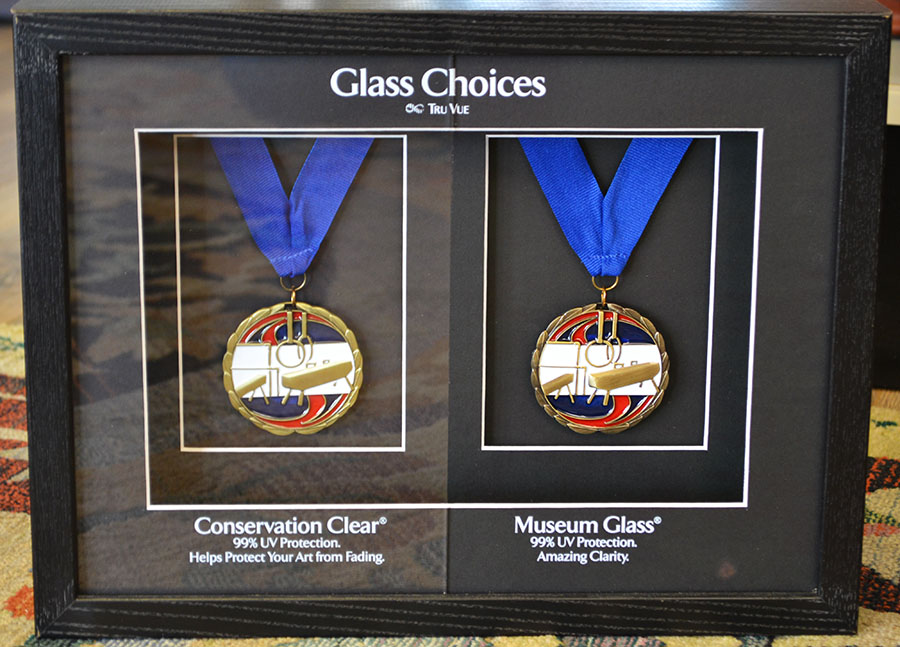 Glass Choices
TRU VUE
Conservation Clear®
99% UV Protection.
Helps Protect Your Art from Fading.
Museum Glass®
99% UV Protection.
Amazing Clarity.